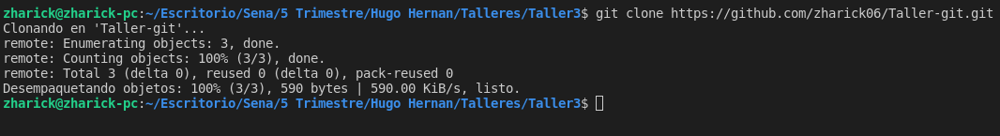 zharick@zharick-pc:~/Escritorio/Sena/5 Trimestre/Hugo Hernan/Talleres/Taller3$ git clone https://github.com/zharick06/Taller-git.git
Clonando en 'Taller-git'...
remote: Enumerating objects: 3, done.
remote: Counting objects: 100% (3/3), done.
remote: Total 3 (delta 0), reused 0 (delta 0), pack-reused 0
Desempaquetando objetos: 100% (3/3), 590 bytes | 590.00 KiB/s, listo.
zharick@zharick-pc:~/Escritorio/Sena/5 Trimestre/Hugo Hernan/Talleres/Taller3$